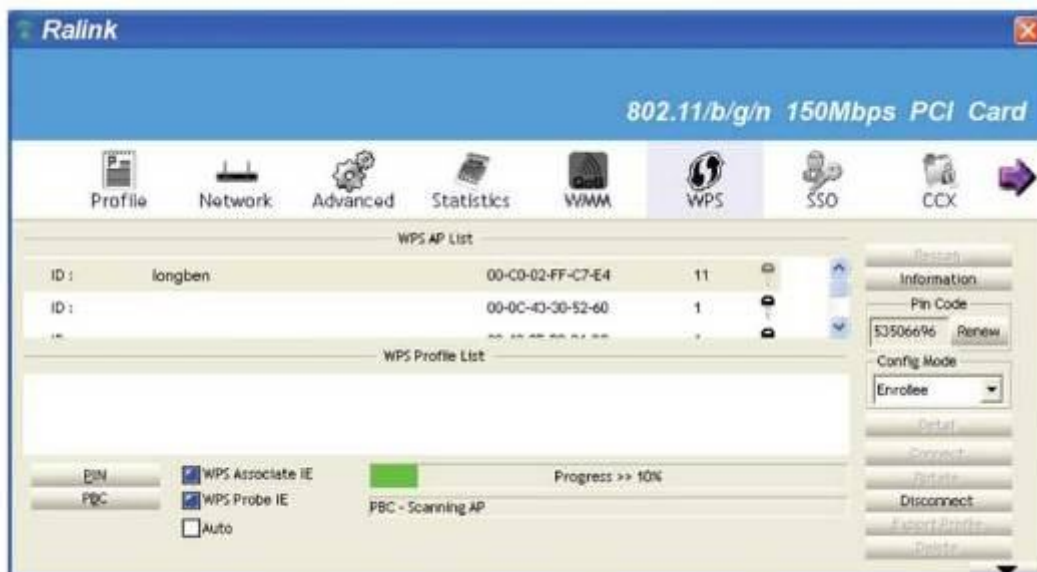 Ralink
802.11/b/g/n 150Mbps PCI Card
Profile Network Advanced Statistics WMM WPS SSO CCX
QoS
WPS AP List
Rescan
ID : longben 00-C0-02-FF-C7-E4 11
Information
ID : 00-0C-43-30-52-60 1
Pin Code
53506696 Renew
WPS Profile List
Config Mode
Enrollee
Detail
Connect
PIN WPS Associate IE Progress >> 10%
Rotate
PBC WPS Probe IE PBC - Scanning AP
Disconnect
Auto
Export Profile
Delete